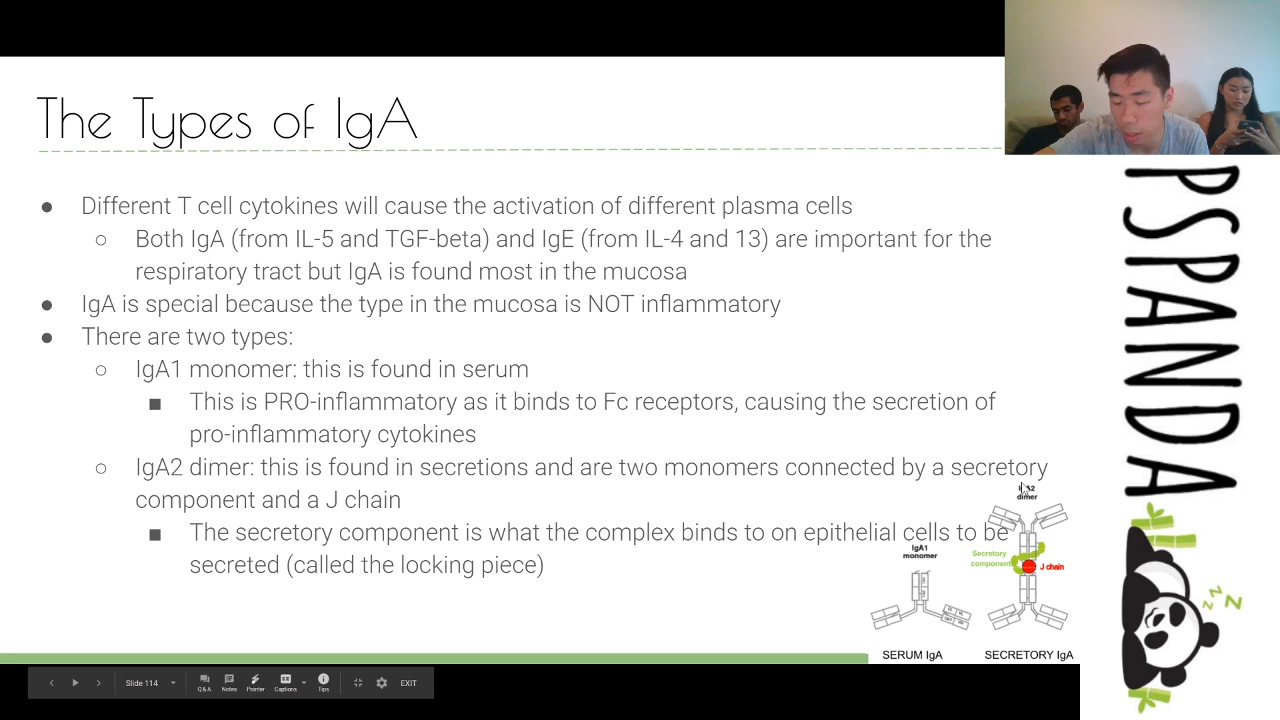 The Types of IgA
● Different T cell cytokines will cause the activation of different plasma cells
○ Both IgA (from IL-5 and TGF-beta) and IgE (from IL-4 and 13) are important for the
respiratory tract but IgA is found most in the mucosa
● IgA is special because the type in the mucosa is NOT inflammatory
● There are two types:
○ IgA1 monomer: this is found in serum
■ This is PRO-inflammatory as it binds to Fc receptors, causing the secretion of
pro-inflammatory cytokines
○ IgA2 dimer: this is found in secretions and are two monomers connected by a secretory
component and a J chain
■ The secretory component is what the complex binds to on epithelial cells to be
secreted (called the locking piece)
dimer
IgA1
monomer
Secretory
component
J chain
SERUM IgA
SECRETORY IgA
PSPANDA
z z Z
Slide 114
Q&A
Notes
Pointer
CC
Captions
Tips
EXIT